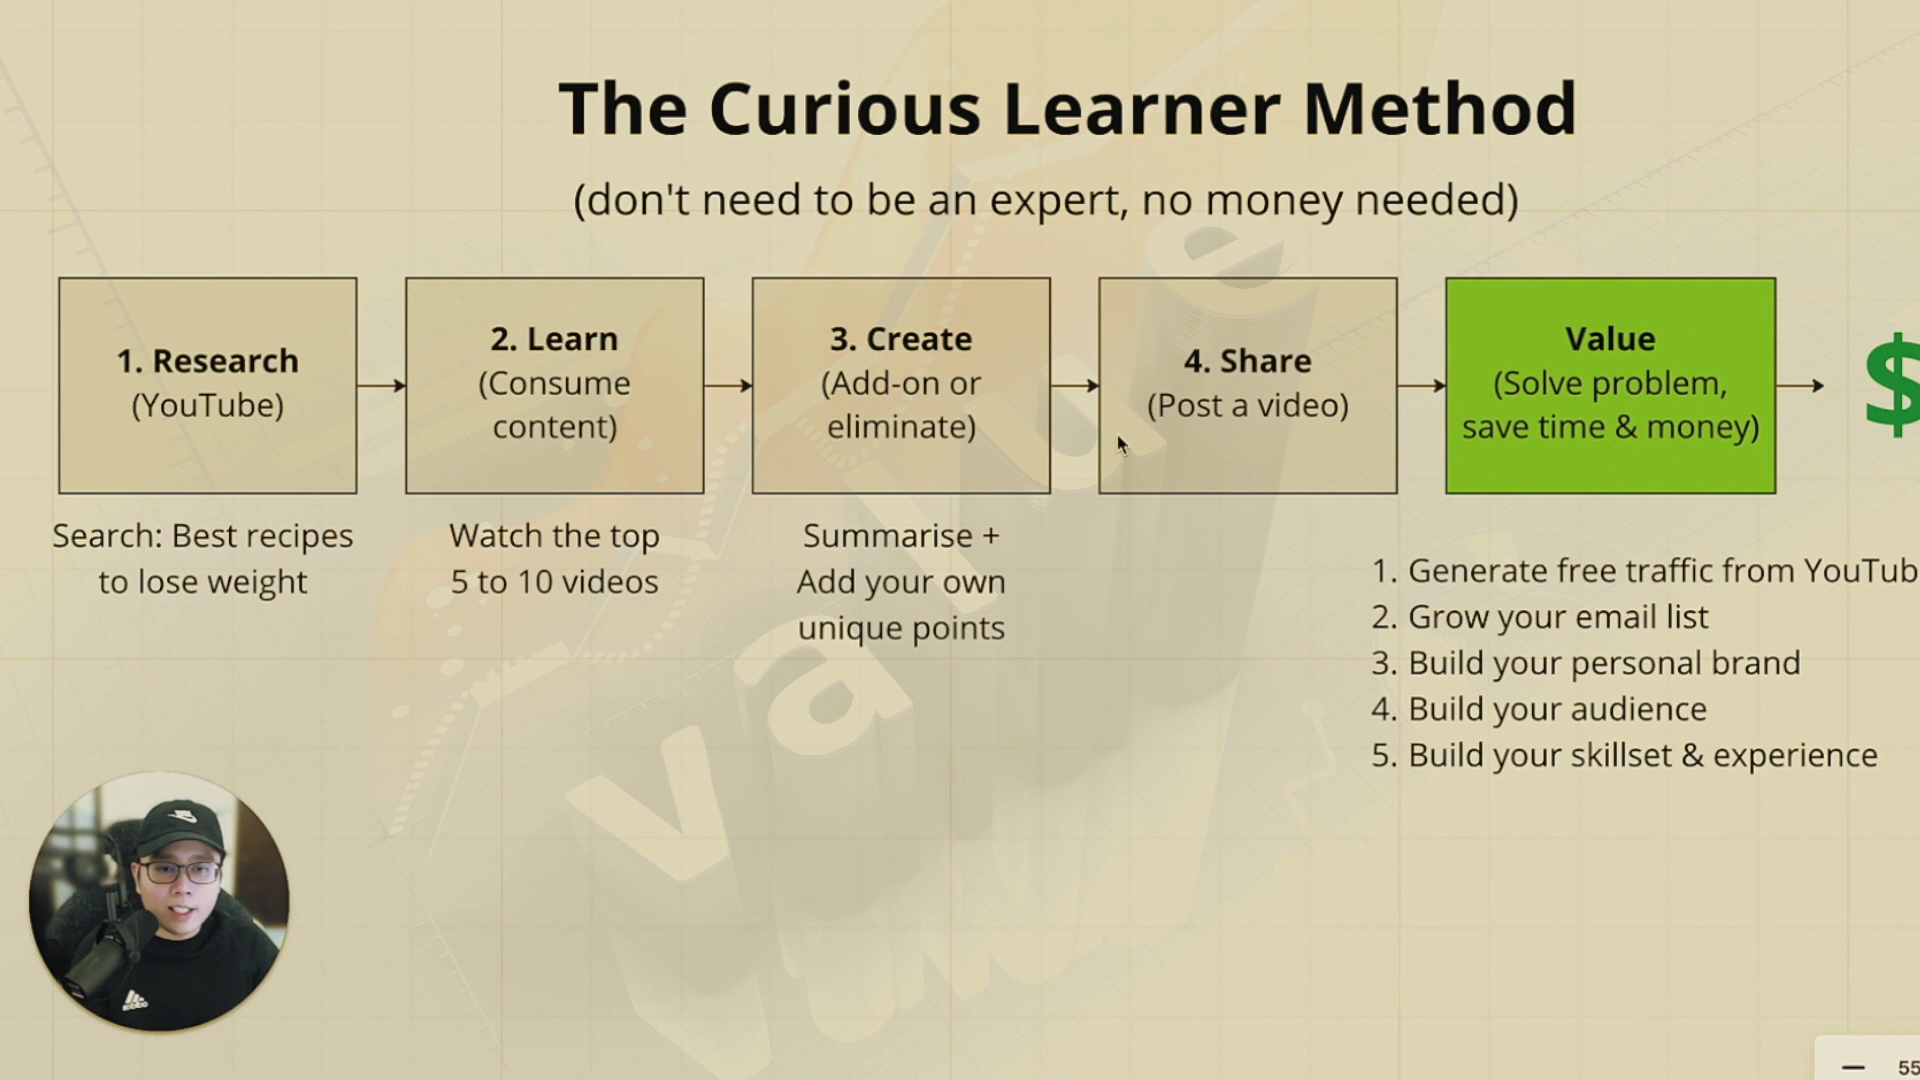 The Curious Learner Method
(don't need to be an expert, no money needed)
1. Research
(YouTube)
2. Learn
(Consume
content)
3. Create
(Add-on or
eliminate)
4. Share
(Post a video)
Value
(Solve problem,
save time & money)
$
Search: Best recipes
to lose weight
Watch the top
5 to 10 videos
Summarise +
Add your own
unique points
1. Generate free traffic from YouTub
2. Grow your email list
3. Build your personal brand
4. Build your audience
5. Build your skillset & experience
value
55